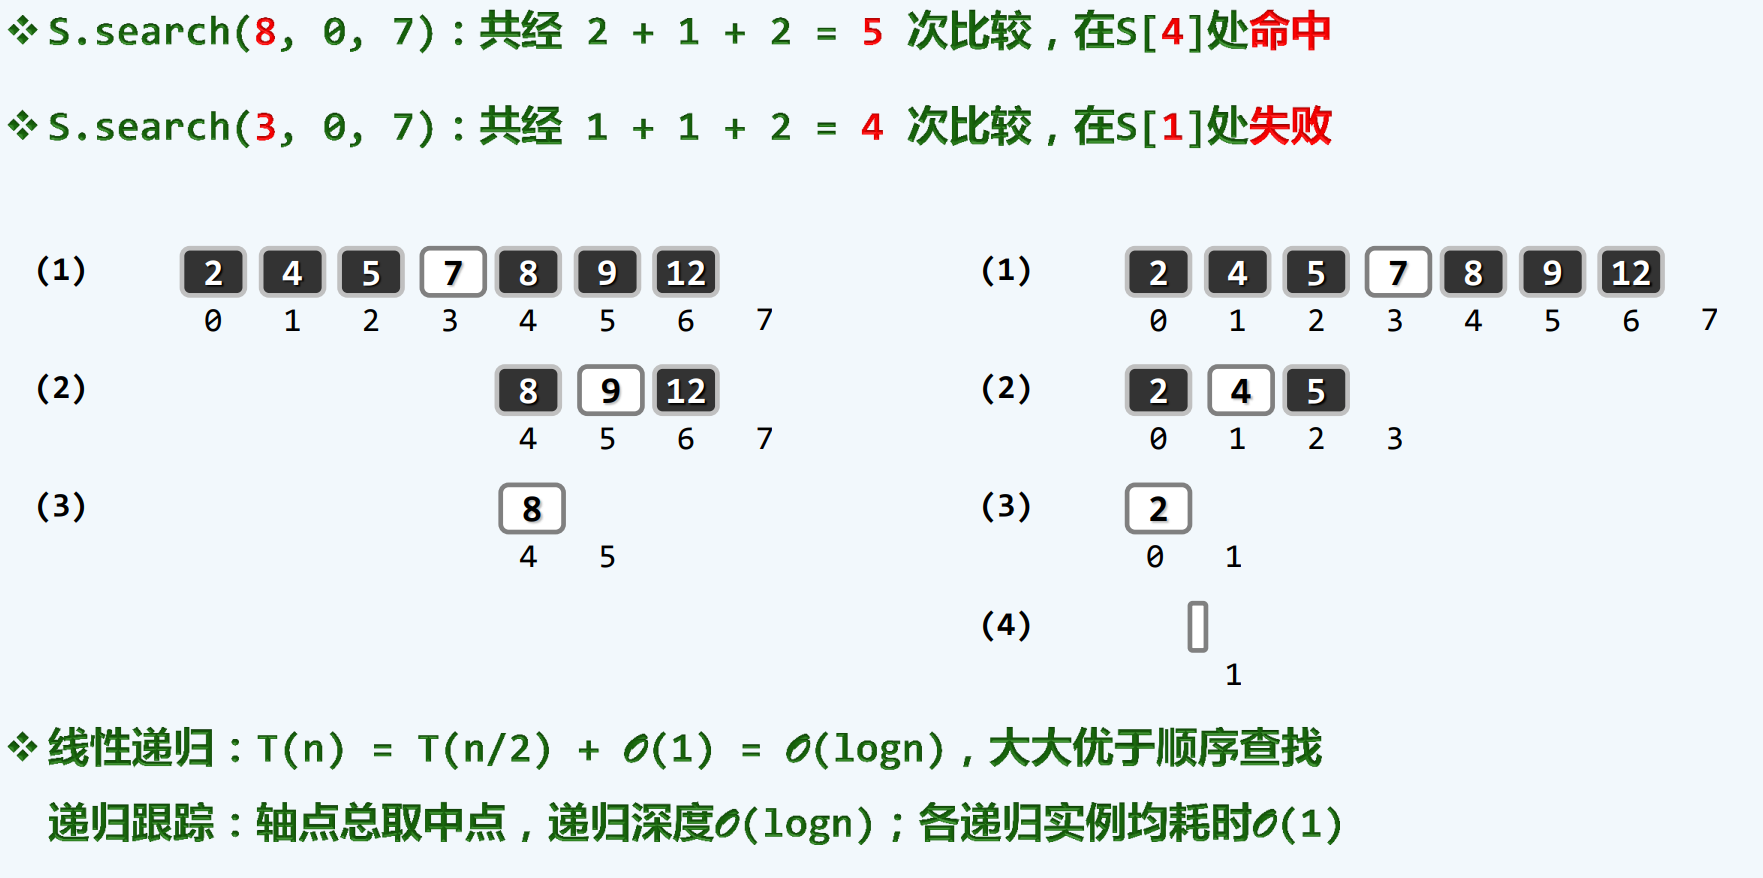 ❖ S.search(8, 0, 7)：共经 2 + 1 + 2 = 5 次比较，在S[4]处命中
❖ S.search(3, 0, 7)：共经 1 + 1 + 2 = 4 次比较，在S[1]处失败
(1) 2 4 5 7 8 9 12
0 1 2 3 4 5 6 7
(2) 8 9 12
4 5 6 7
(3) 8
4 5
(1) 2 4 5 7 8 9 12
0 1 2 3 4 5 6 7
(2) 2 4 5
0 1 2 3
(3) 2
0 1
(4)
1
❖ 线性递归：T(n) = T(n/2) + O(1) = O(logn)，大大优于顺序查找
递归跟踪：轴点总取中点，递归深度O(logn)；各递归实例均耗时O(1)